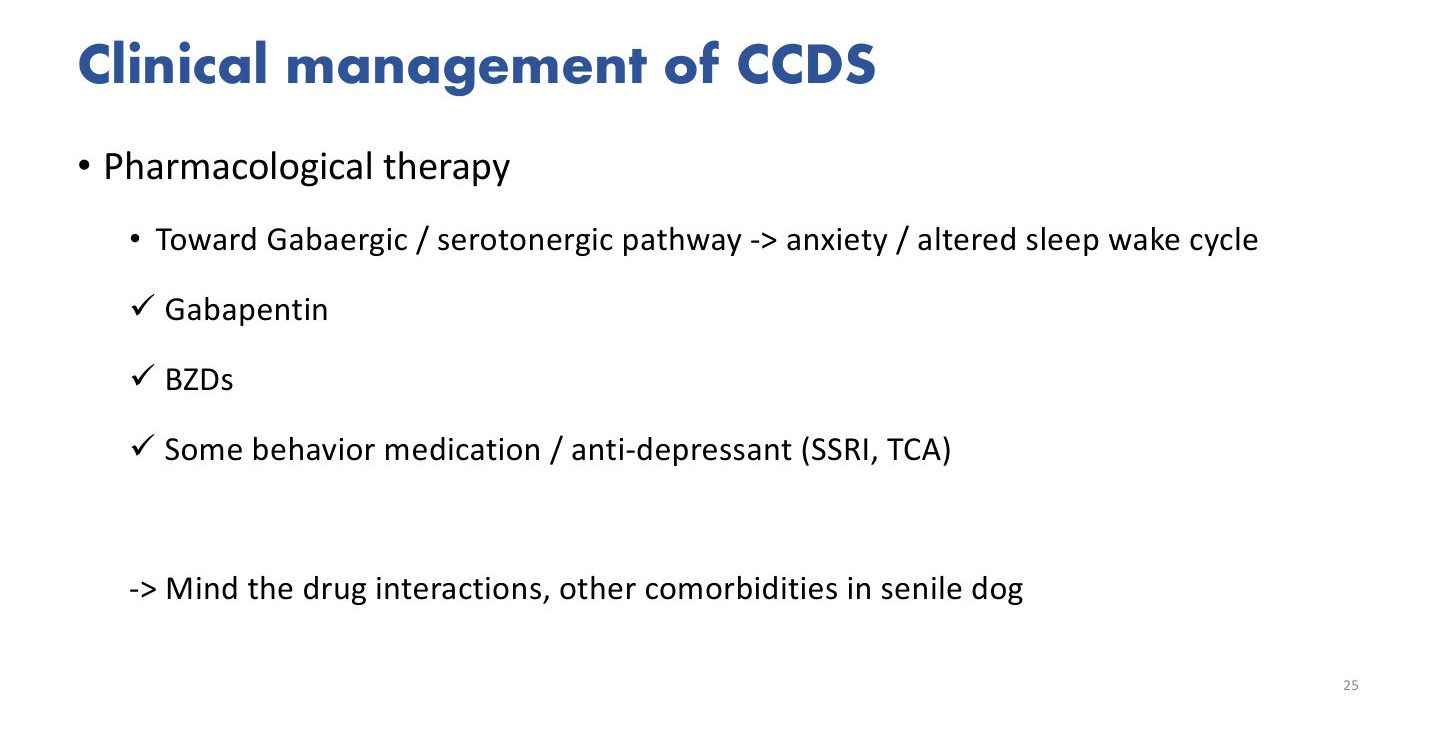 Clinical management of CCDS
• Pharmacological therapy
• Toward Gabaergic / serotonergic pathway -> anxiety / altered sleep wake cycle
✓ Gabapentin
✓ BZDs
✓ Some behavior medication / anti-depressant (SSRI, TCA)
-> Mind the drug interactions, other comorbidities in senile dog
25